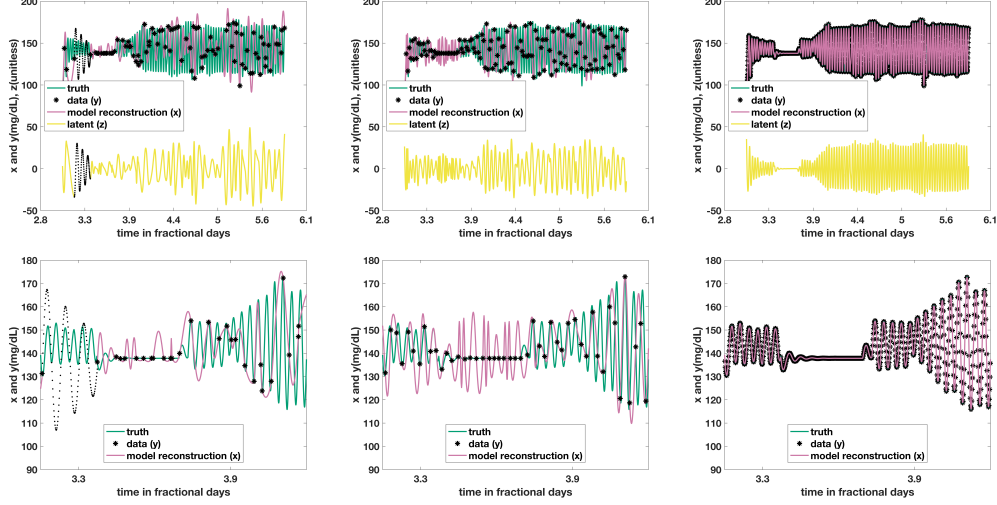 200
150
100
50
0
-50
x and y(mg/dL), z(unitless)
truth
data (y)
model reconstruction (x)
latent (z)
2.8 3.3 3.9 4.4 5 5.6 6.1
time in fractional days
200
150
100
50
0
-50
x and y(mg/dL), z(unitless)
truth
data (y)
model reconstruction (x)
latent (z)
2.8 3.3 3.9 4.4 5 5.6 6.1
time in fractional days
200
150
100
50
0
-50
x and y(mg/dL), z(unitless)
truth
data (y)
model reconstruction (x)
latent (z)
2.8 3.3 3.9 4.4 5 5.6 6.1
time in fractional days
180
170
160
150
140
130
120
110
100
90
x and y(mg/dL)
truth
data (y)
model reconstruction (x)
3.3 3.9
time in fractional days
180
170
160
150
140
130
120
110
100
90
x and y(mg/dL)
truth
data (y)
model reconstruction (x)
3.3 3.9
time in fractional days
180
170
160
150
140
130
120
110
100
90
x and y(mg/dL)
truth
data (y)
model reconstruction (x)
3.3 3.9
time in fractional days